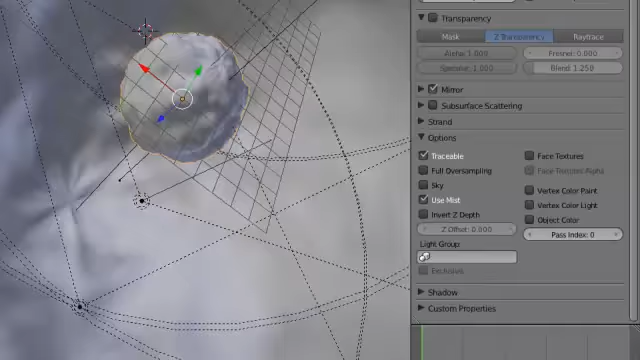 Transparency
Mask Z Transparency Raytrace
Alpha: 1.000 Fresnel: 0.000
Specular: 1.000 Blend: 1.250
Mirror
Subsurface Scattering
Strand
Options
Traceable Face Textures
Full Oversampling Face Textures Alpha
Sky
Use Mist Vertex Color Paint
Invert Z Depth Vertex Color Light
Z Offset: 0.000 Object Color
Light Group: Pass Index: 0
Exclusive
Shadow
Custom Properties